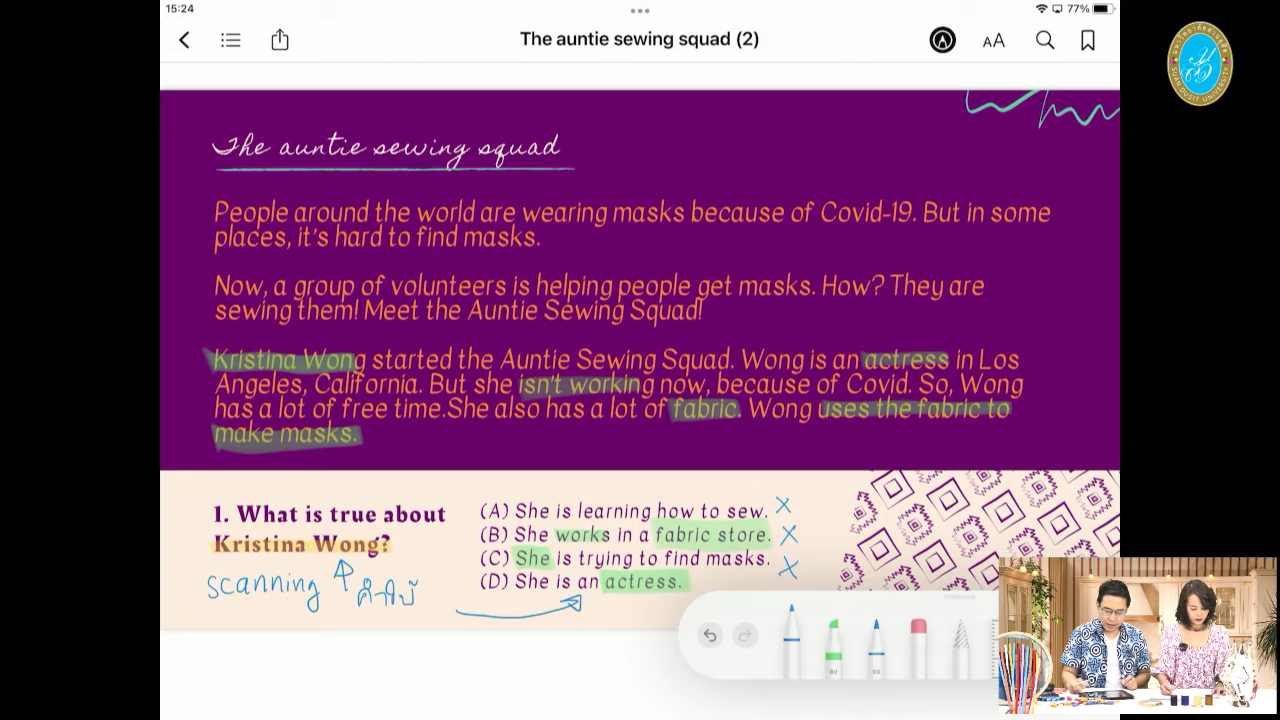 15:24
77%
The auntie sewing squad (2)
AA
The auntie sewing squad
People around the world are wearing masks because of Covid-19. But in some
places, it's hard to find masks.
Now, a group of volunteers is helping people get masks. How? They are
sewing them! Meet the Auntie Sewing Squad!
Kristina Wong started the Auntie Sewing Squad. Wong is an actress in Los
Angeles, California. But she isn't working now, because of Covid. So, Wong
has a lot of free time.She also has a lot of fabric. Wong uses the fabric to
make masks.
1. What is true about
Kristina Wong?
scanning
(A) She is learning how to sew. X
(B) She works in a fabric store. X
(C) She is trying to find masks. X
(D) She is an actress.
80
50
SUAN DUSIT UNIVERSITY